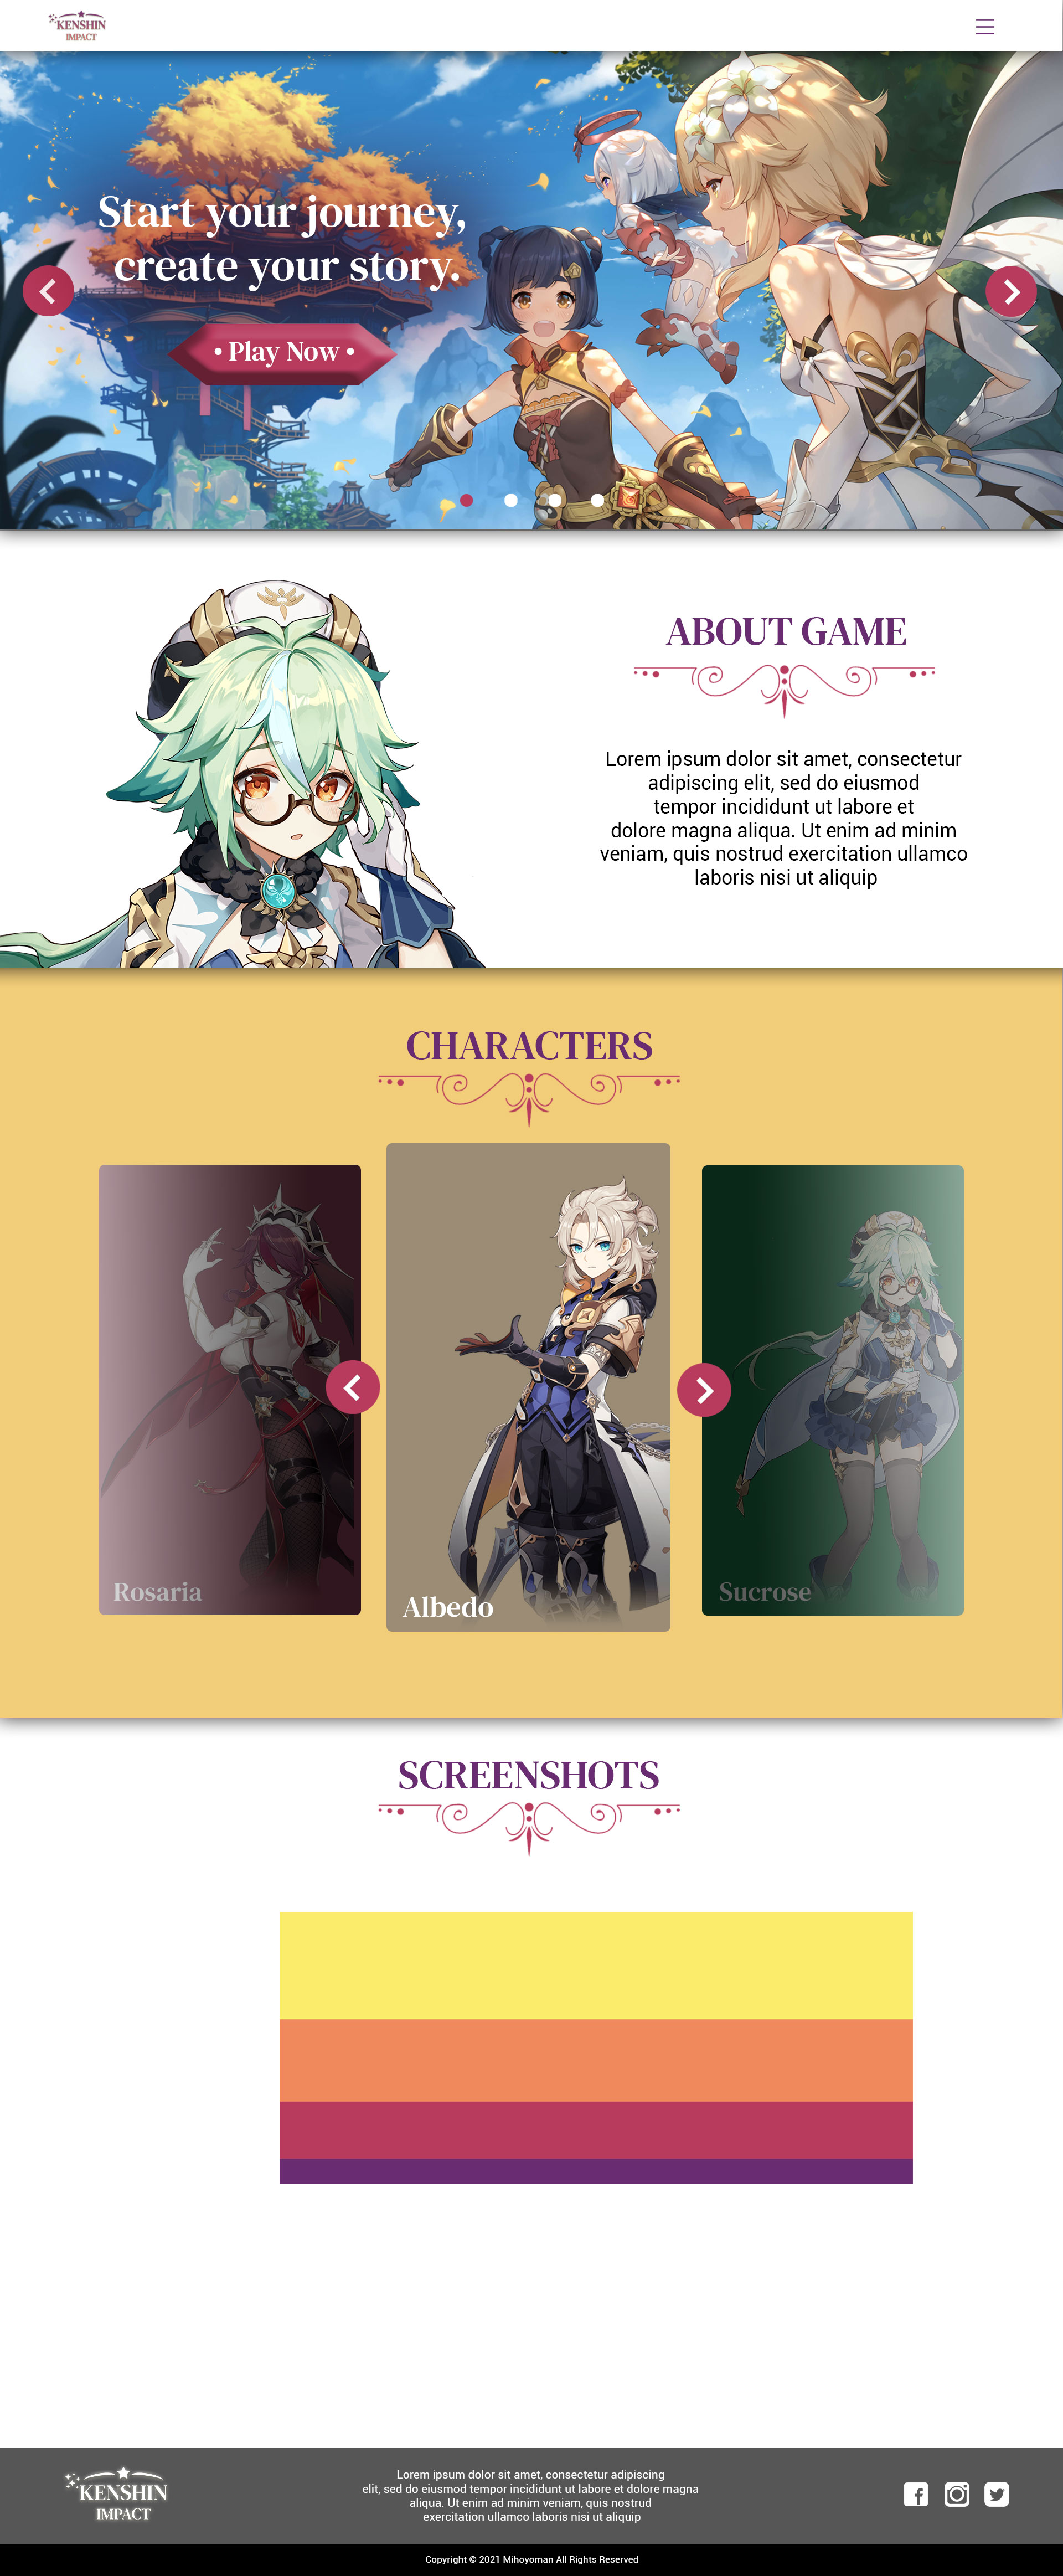 KENSHIN
IMPACT
Start your journey,
create your story.
• Play Now •
ABOUT GAME
Lorem ipsum dolor sit amet, consectetur
adipiscing elit, sed do eiusmod
tempor incididunt ut labore et
dolore magna aliqua. Ut enim ad minim
veniam, quis nostrud exercitation ullamco
laboris nisi ut aliquip
CHARACTERS
Rosaria
Albedo
Sucrose
SCREENSHOTS
KENSHIN
IMPACT
Lorem ipsum dolor sit amet, consectetur adipiscing
elit, sed do eiusmod tempor incididunt ut labore et dolore magna
aliqua. Ut enim ad minim veniam, quis nostrud
exercitation ullamco laboris nisi ut aliquip
Copyright © 2021 Mihoyoman All Rights Reserved